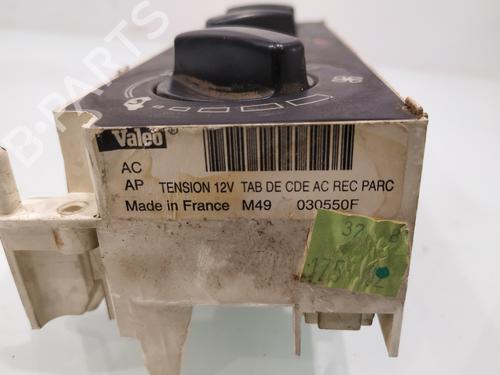 Valeo®
AC
AP TENSION 12V TAB DE CDE AC REC PARC
Made in France M49 030550F
B-PARTS